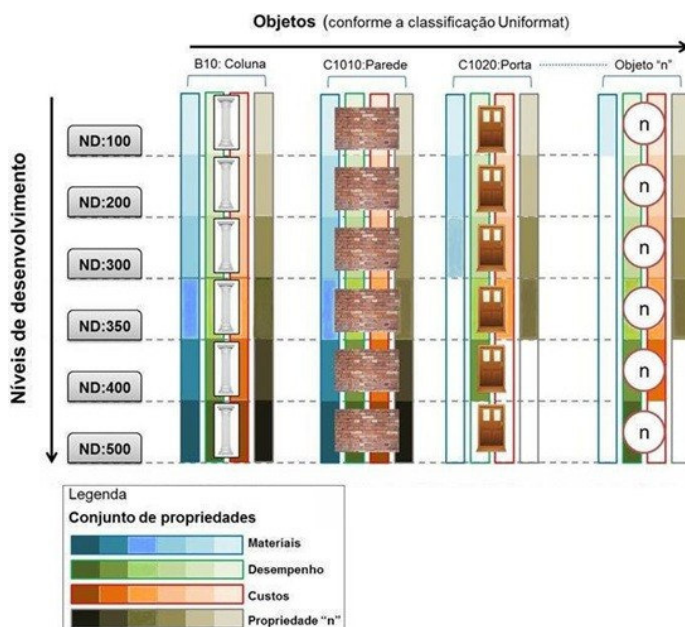 Objetos (conforme a classificação Uniformat)
B10: Coluna
C1010:Parede
C1020:Porta
Objeto "n"
Níveis de desenvolvimento
ND:100
ND:200
ND:300
ND:350
ND:400
ND:500
n
n
n
n
n
n
Legenda
Conjunto de propriedades
Materiais
Desempenho
Custos
Propriedade "n"